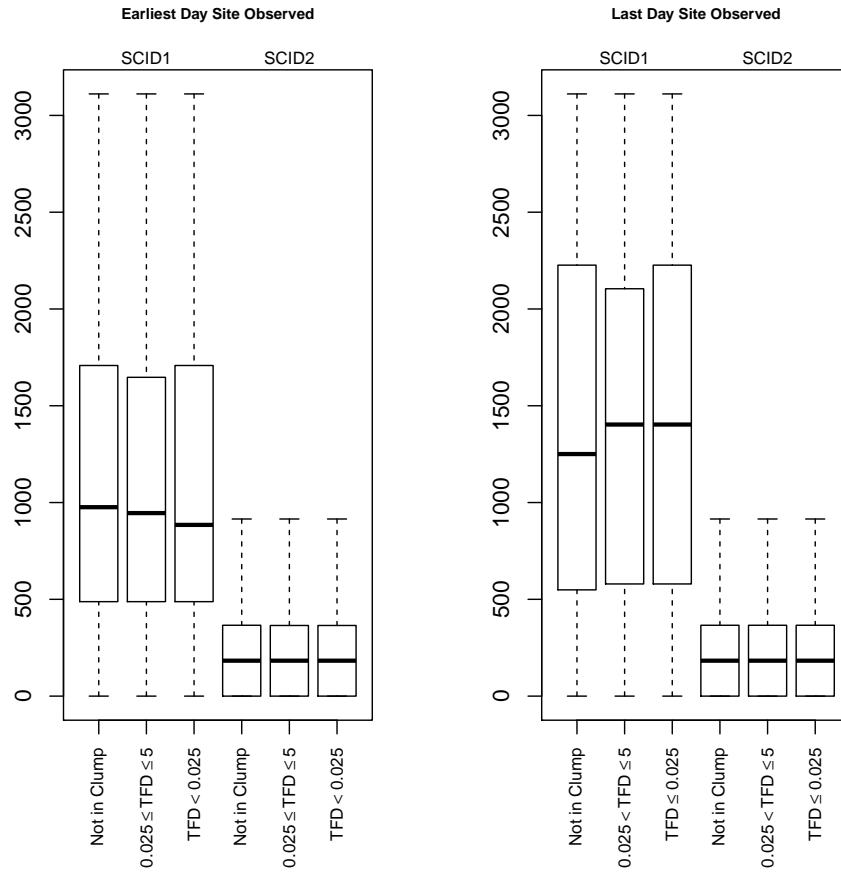 Earliest Day Site Observed
SCID1 SCID2
3000
2500
2000
1500
1000
500
0
Not in Clump
0.025 ≤ TFD ≤ 5
TFD < 0.025
Not in Clump
0.025 ≤ TFD ≤ 5
TFD < 0.025
Last Day Site Observed
SCID1 SCID2
3000
2500
2000
1500
1000
500
0
Not in Clump
0.025 < TFD ≤ 5
TFD ≤ 0.025
Not in Clump
0.025 < TFD ≤ 5
TFD ≤ 0.025